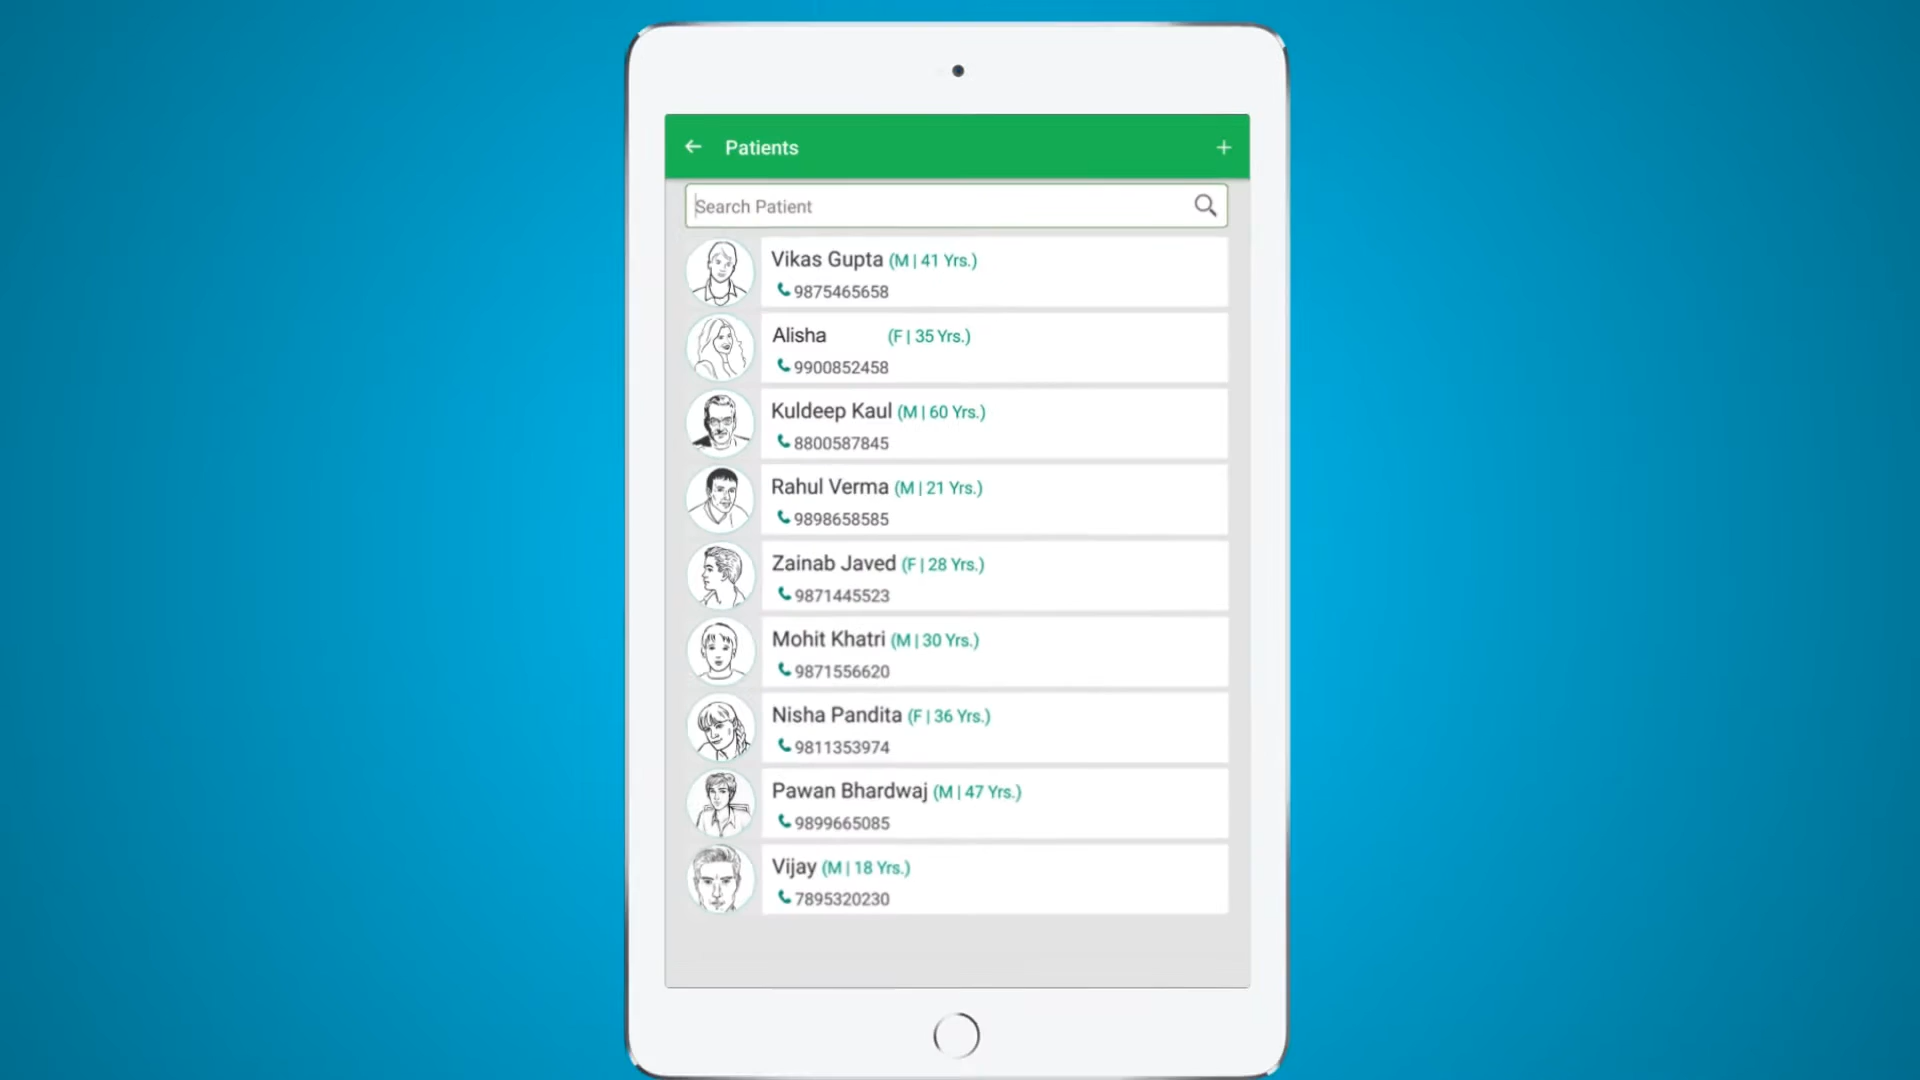 Patients
Search Patient
Vikas Gupta (M | 41 Yrs.)
9875465658
Alisha (F | 35 Yrs.)
9900852458
Kuldeep Kaul (M | 60 Yrs.)
8800587845
Rahul Verma (M | 21 Yrs.)
9898658585
Zainab Javed (F | 28 Yrs.)
9871445523
Mohit Khatri (M | 30 Yrs.)
9871556620
Nisha Pandita (F | 36 Yrs.)
9811353974
Pawan Bhardwaj (M | 47 Yrs.)
9899665085
Vijay (M | 18 Yrs.)
7895320230